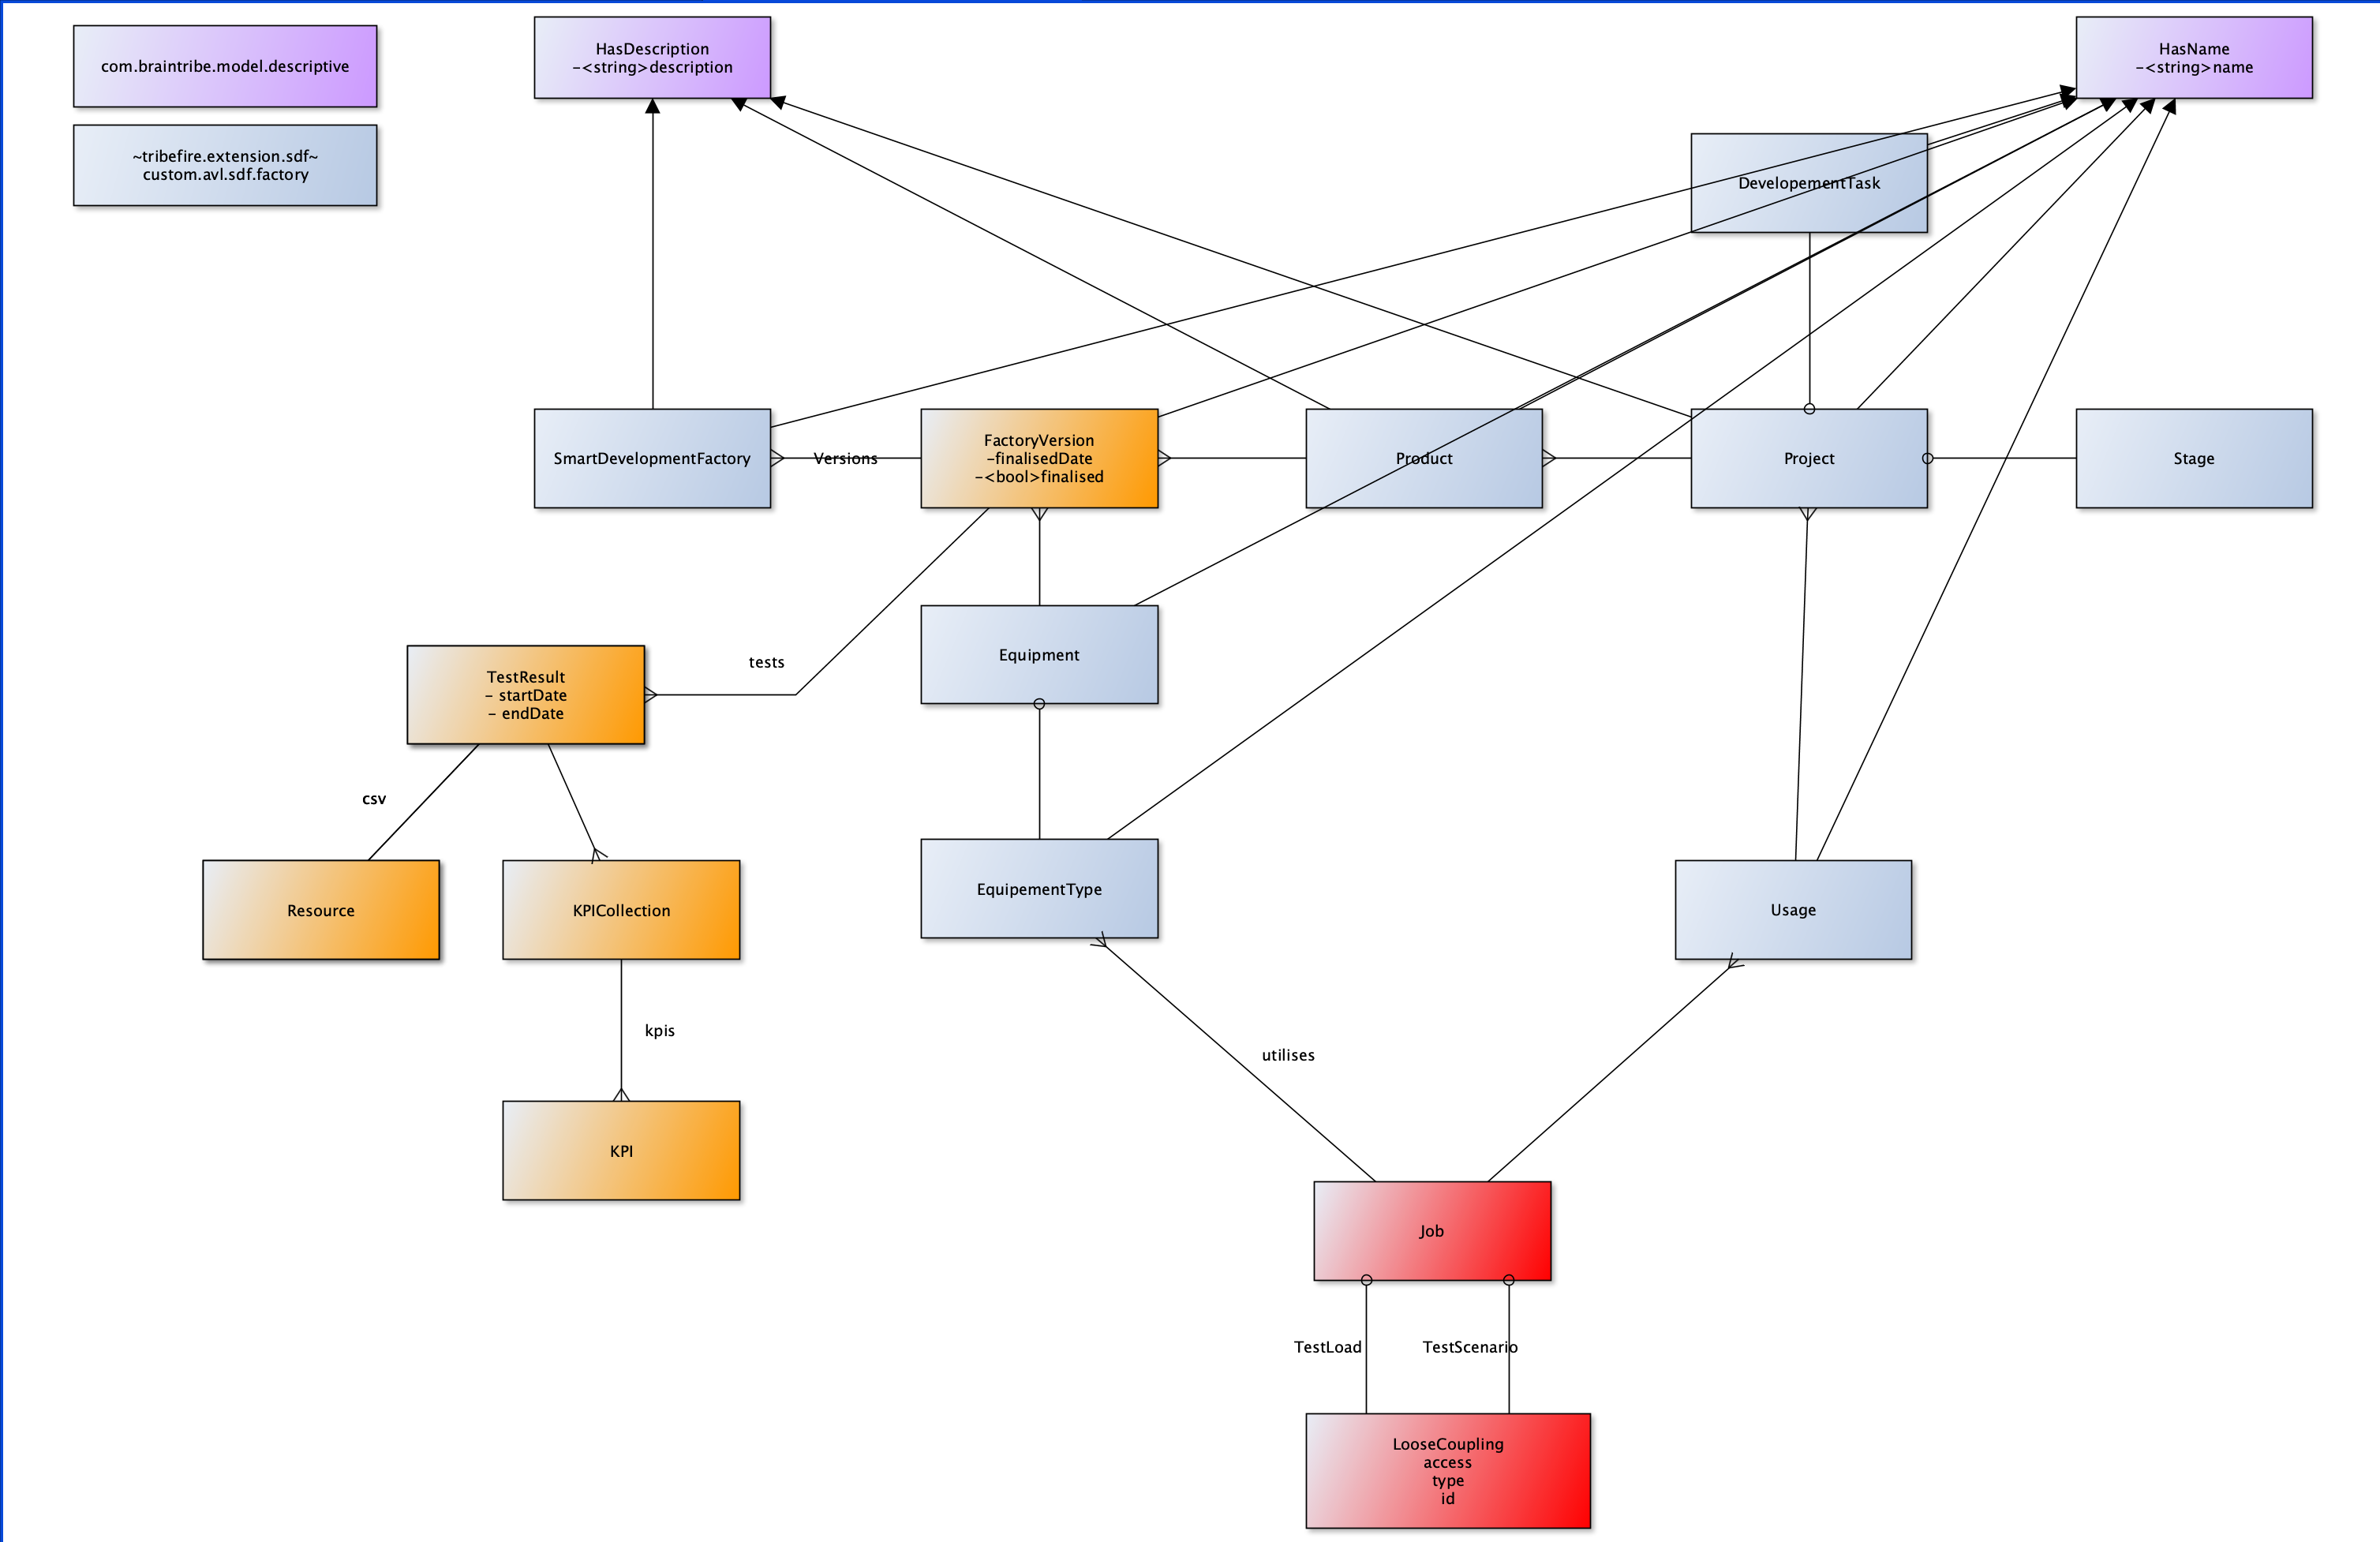 com.braintribe.model.descriptive
~tribefire.extension.sdf~
custom.avl.sdf.factory
HasDescription
-<string>description
HasName
-<string>name
DevelopementTask
SmartDevelopmentFactory
Versions
FactoryVersion
-finalisedDate
-<bool>finalised
Product
Project
Stage
tests
Equipment
TestResult
- startDate
- endDate
csv
Resource
KPICollection
EquipementType
Usage
kpis
utilises
KPI
Job
TestLoad
TestScenario
LooseCoupling
access
type
id